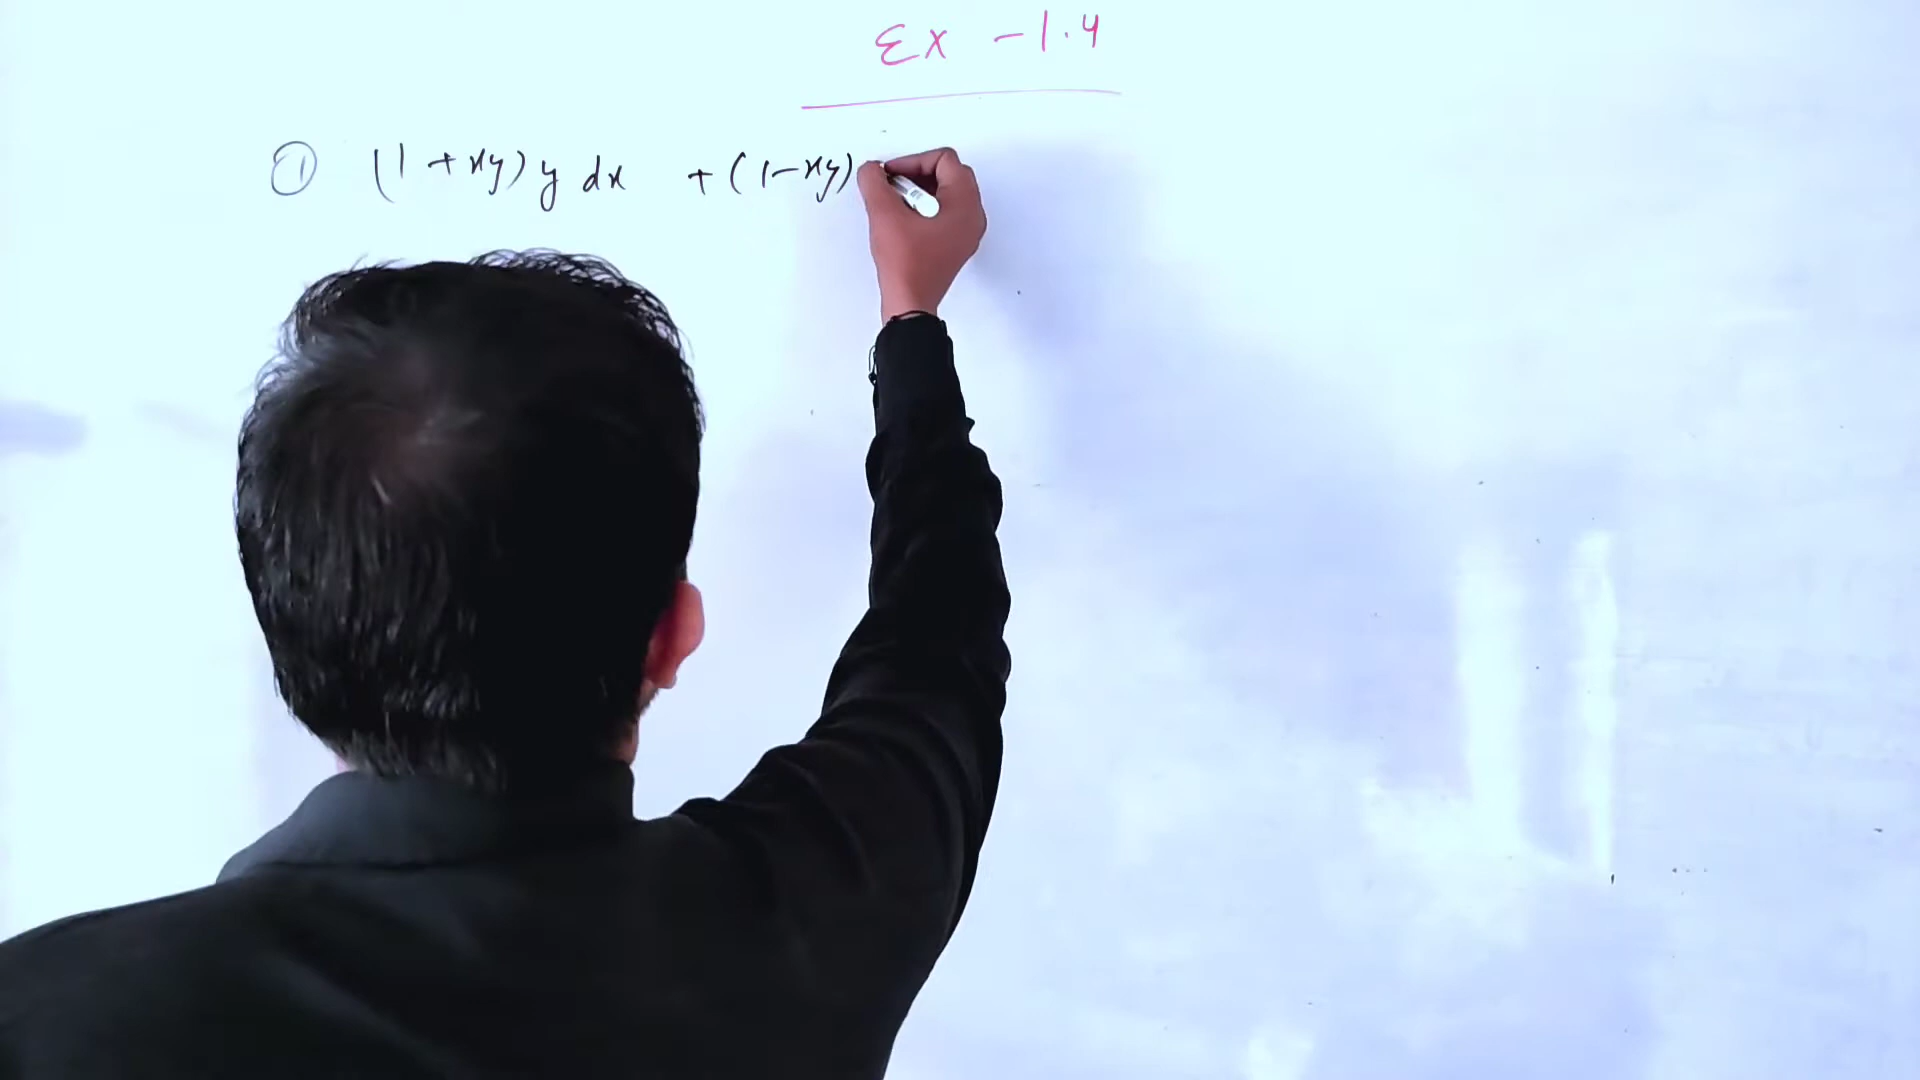 Ex - 1.4
① (1 + xy) y dx + (1 - xy)